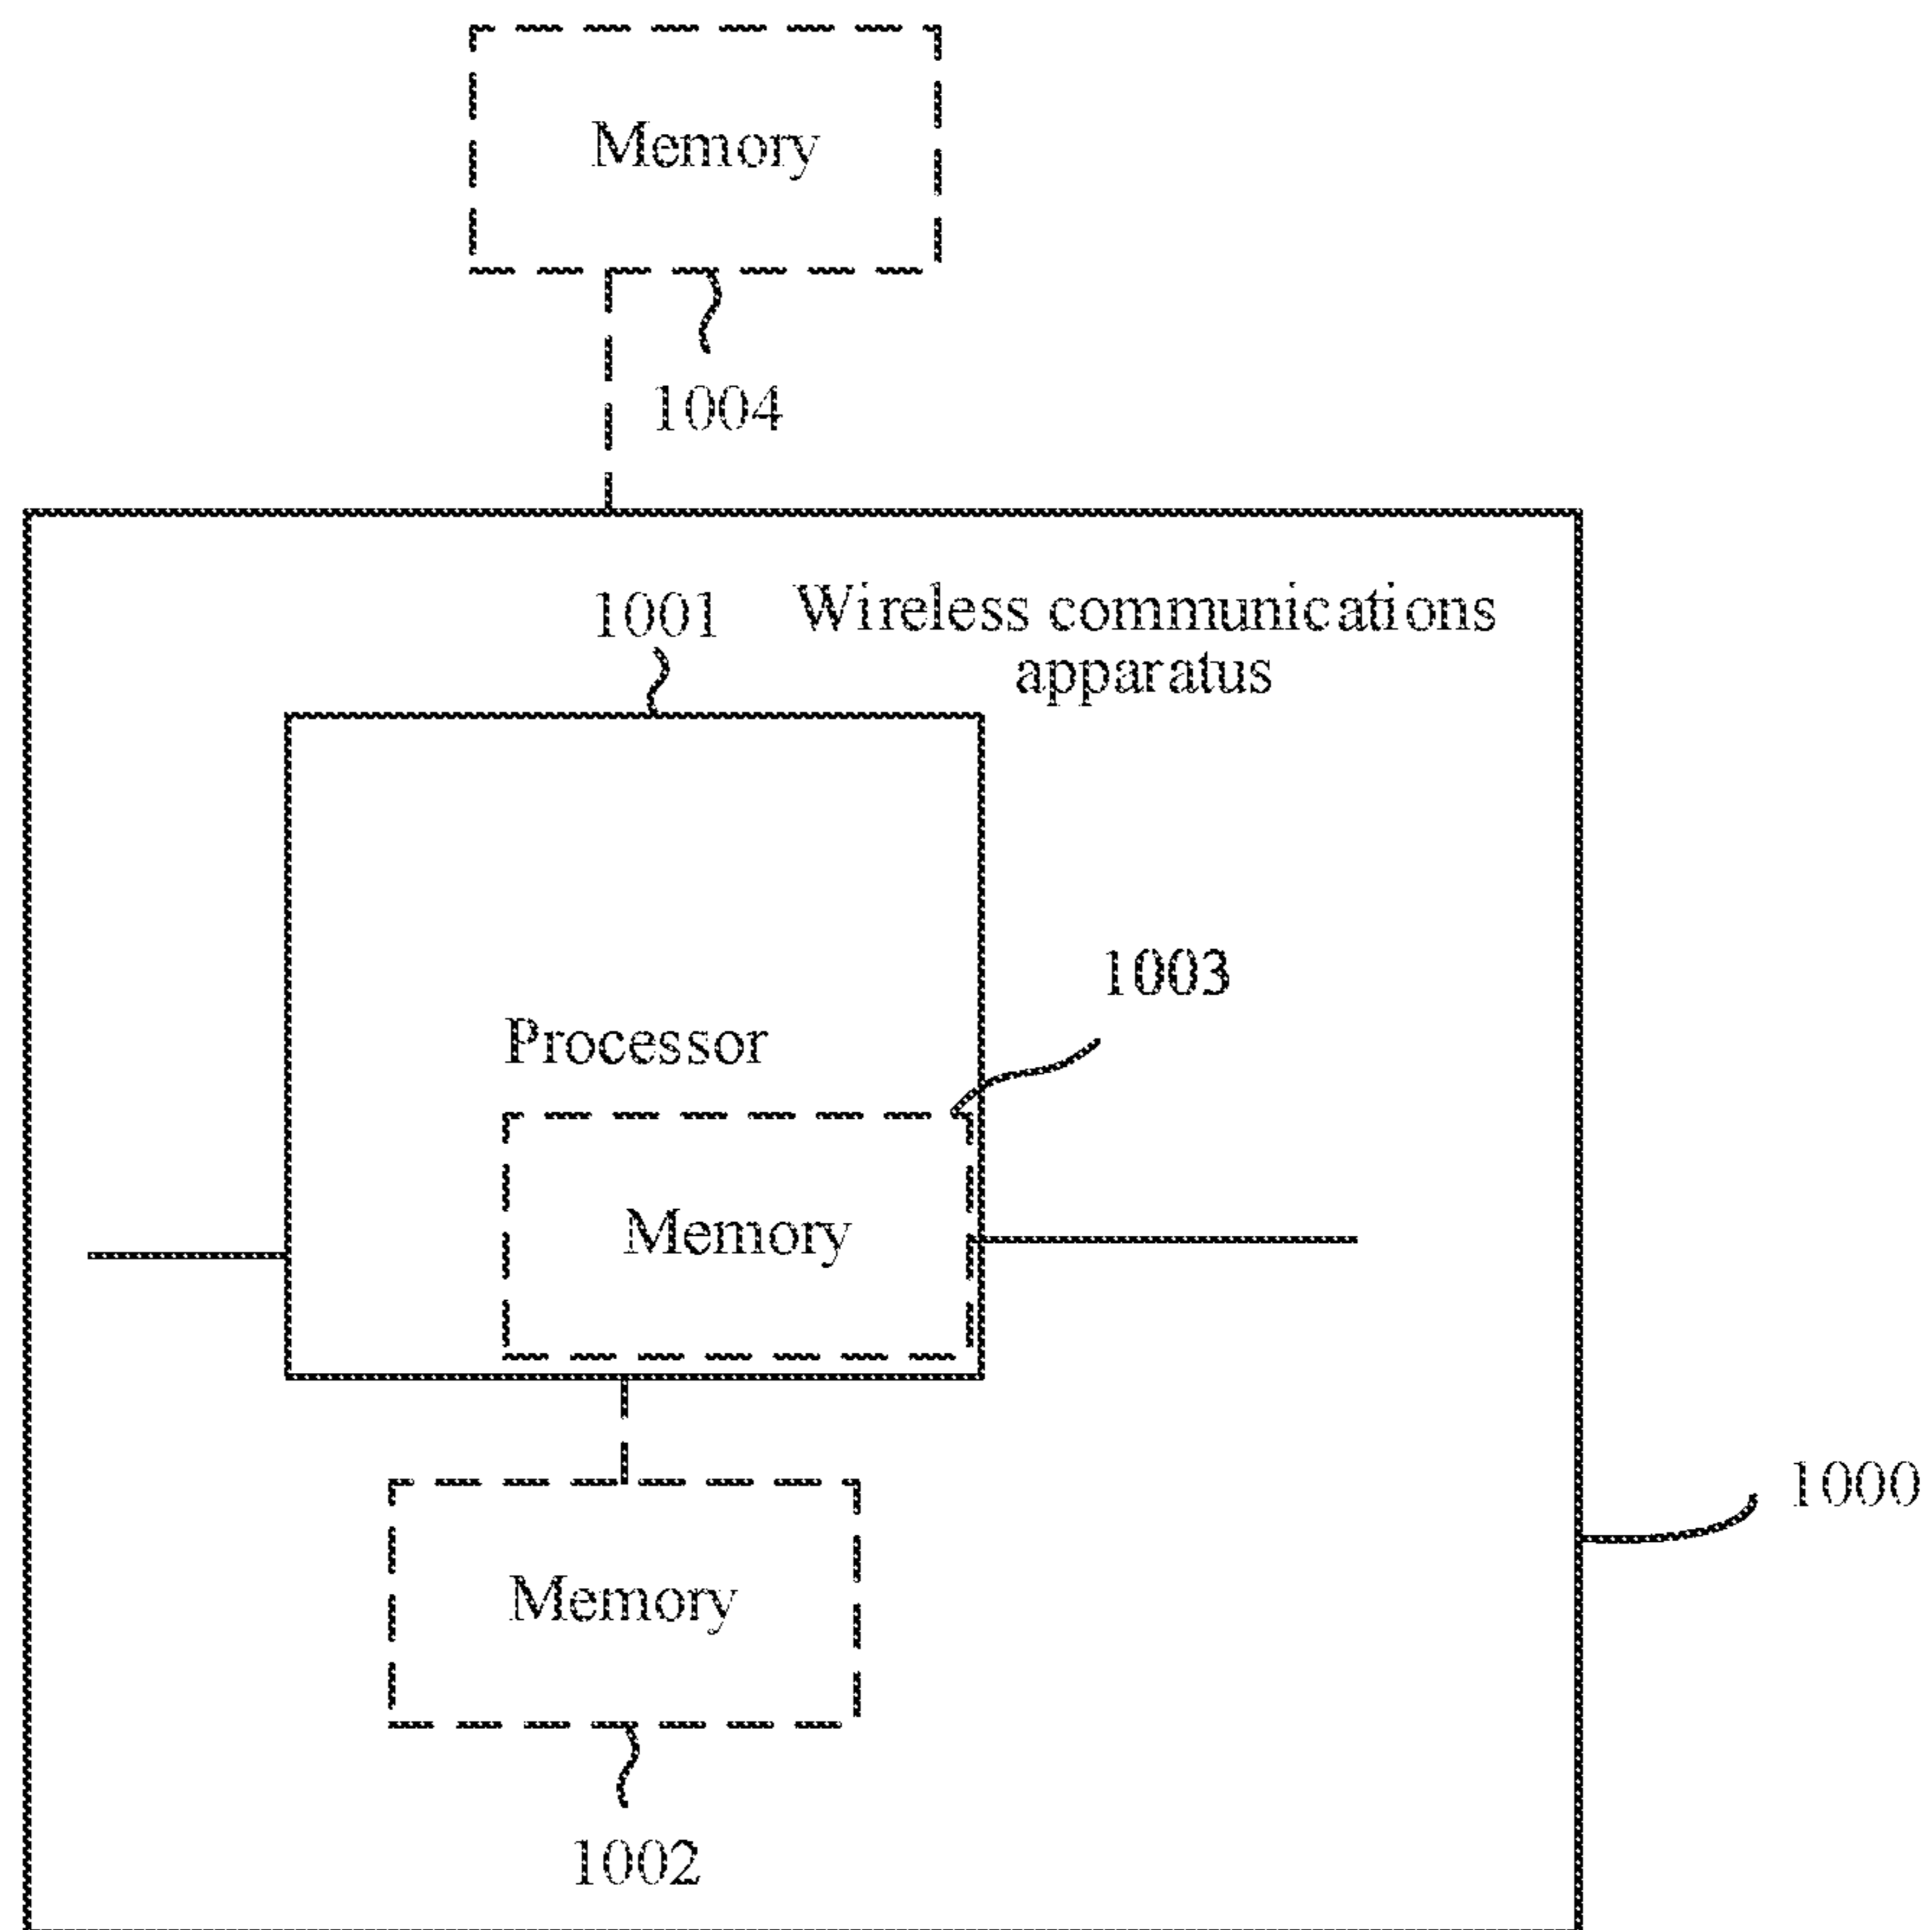 Memory
1004
1001
Wireless communications
apparatus
1003
Processor
Memory
1000
Memory
1002